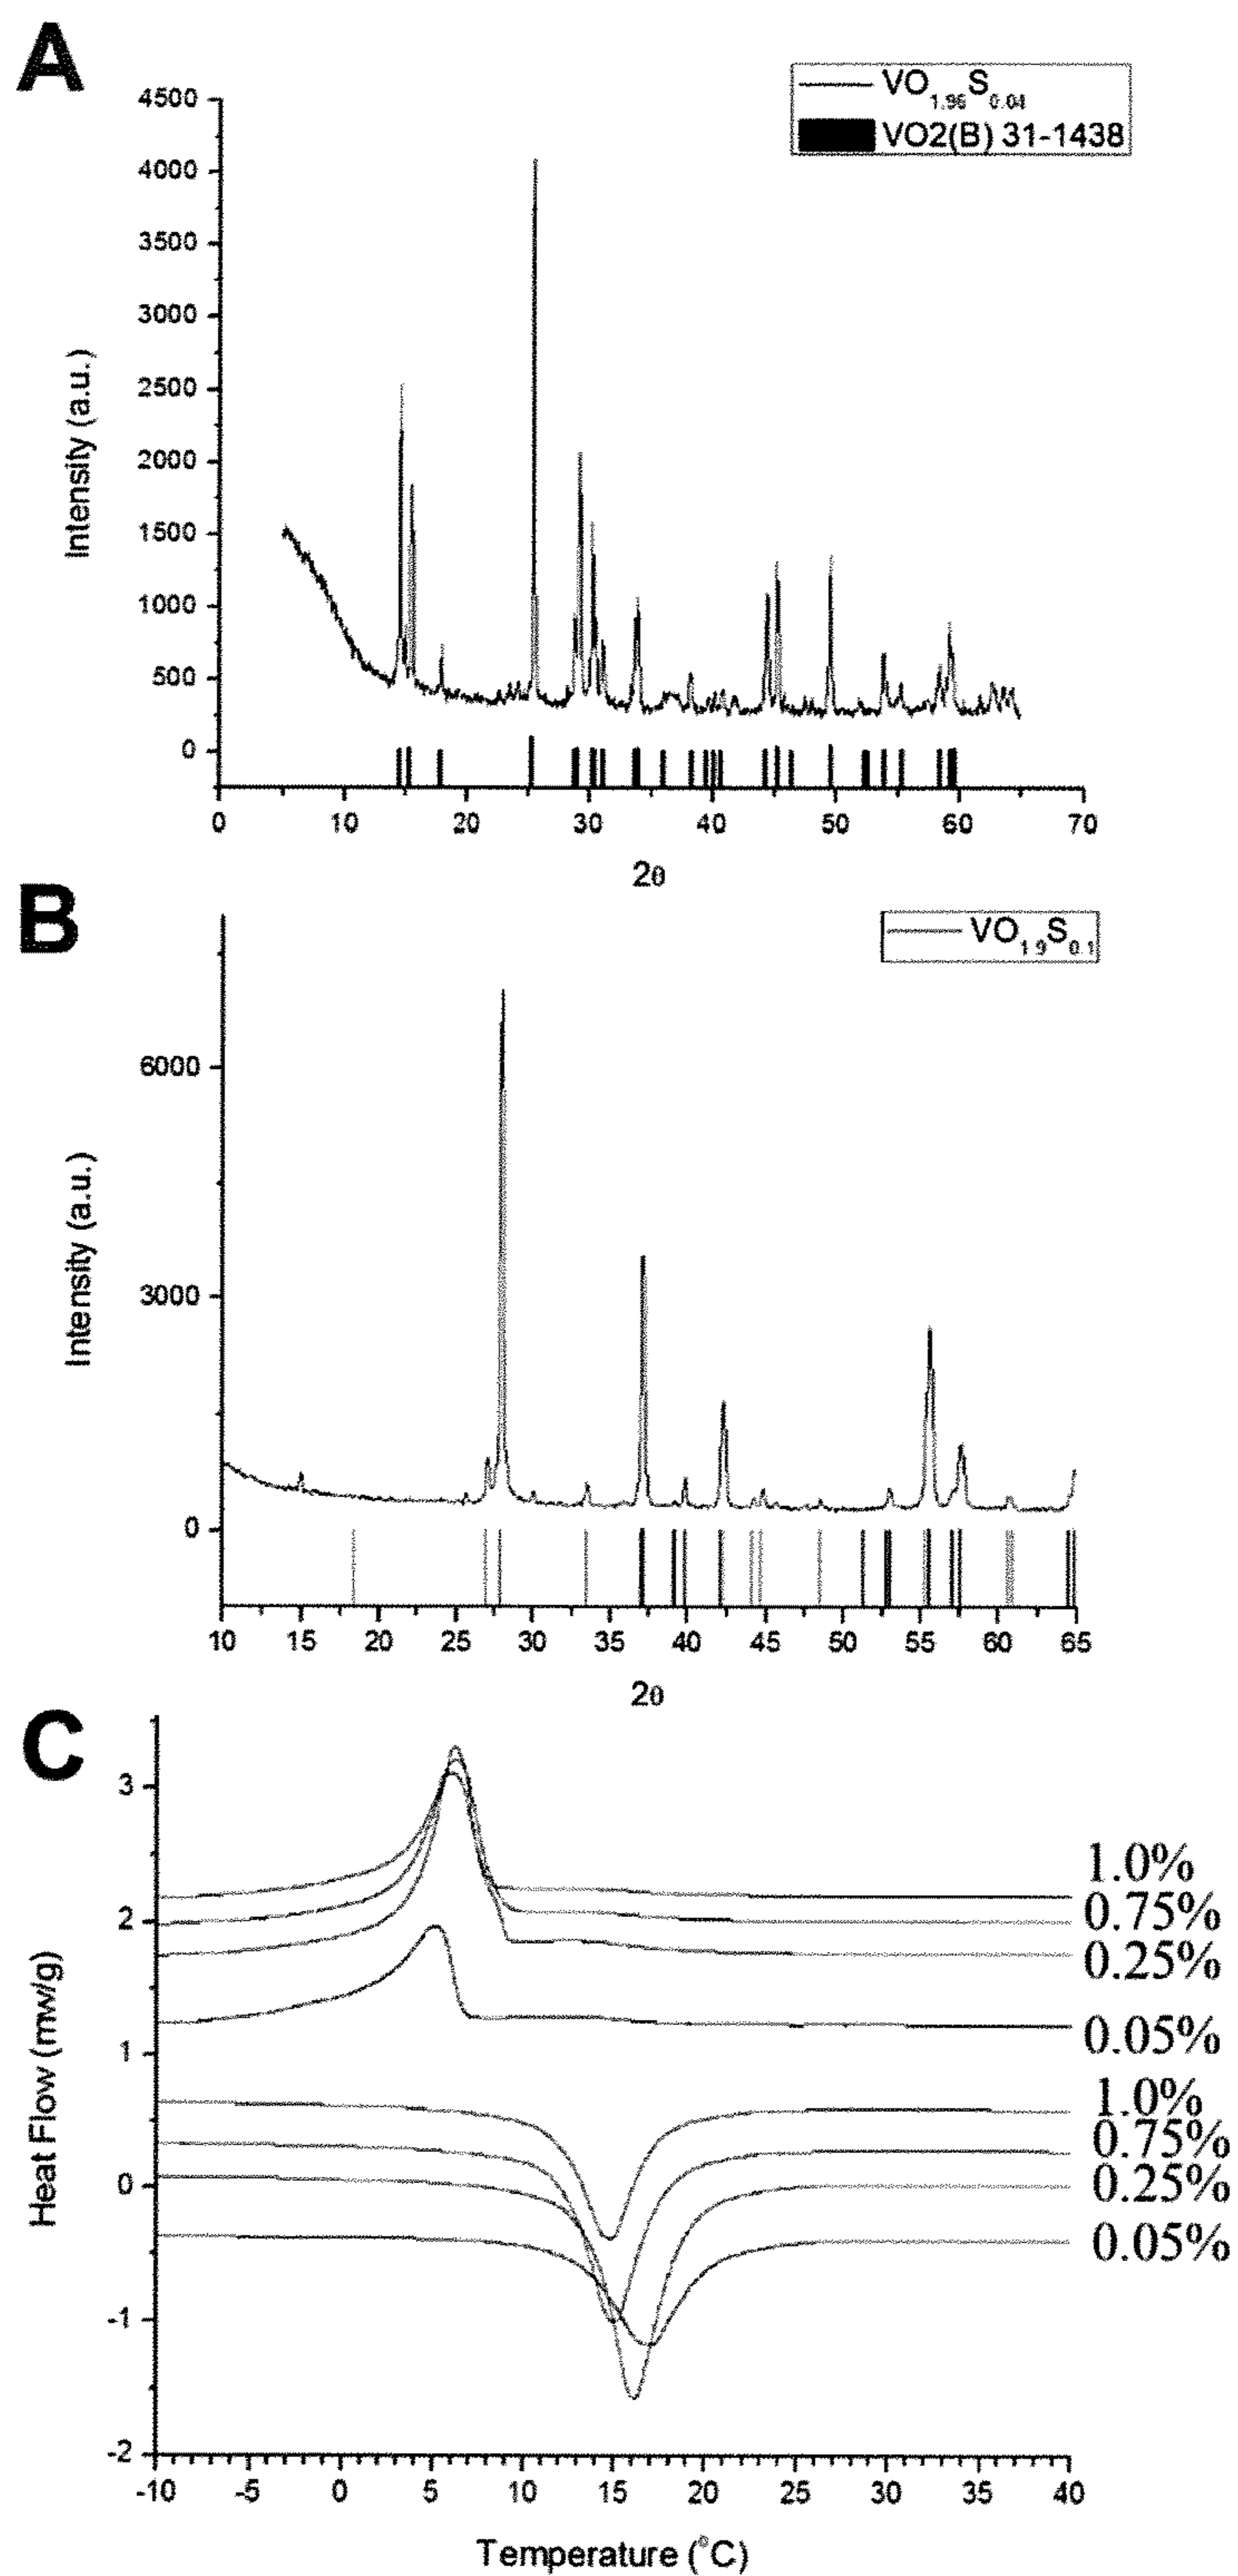 A
VO1.96S0.04
VO2(B) 31-1438
4500
4000
3500
3000
2500
2000
1500
1000
500
0
Intensity (a.u.)
0 10 20 30 40 50 60 70
2θ
B
VO1.9S0.1
6000
3000
0
Intensity (a.u.)
10 15 20 25 30 35 40 45 50 55 60 65
2θ
C
3
2
1
0
-1
-2
Heat Flow (mw/g)
1.0%
0.75%
0.25%
0.05%
1.0%
0.75%
0.25%
0.05%
-10 -5 0 5 10 15 20 25 30 35 40
Temperature (°C)